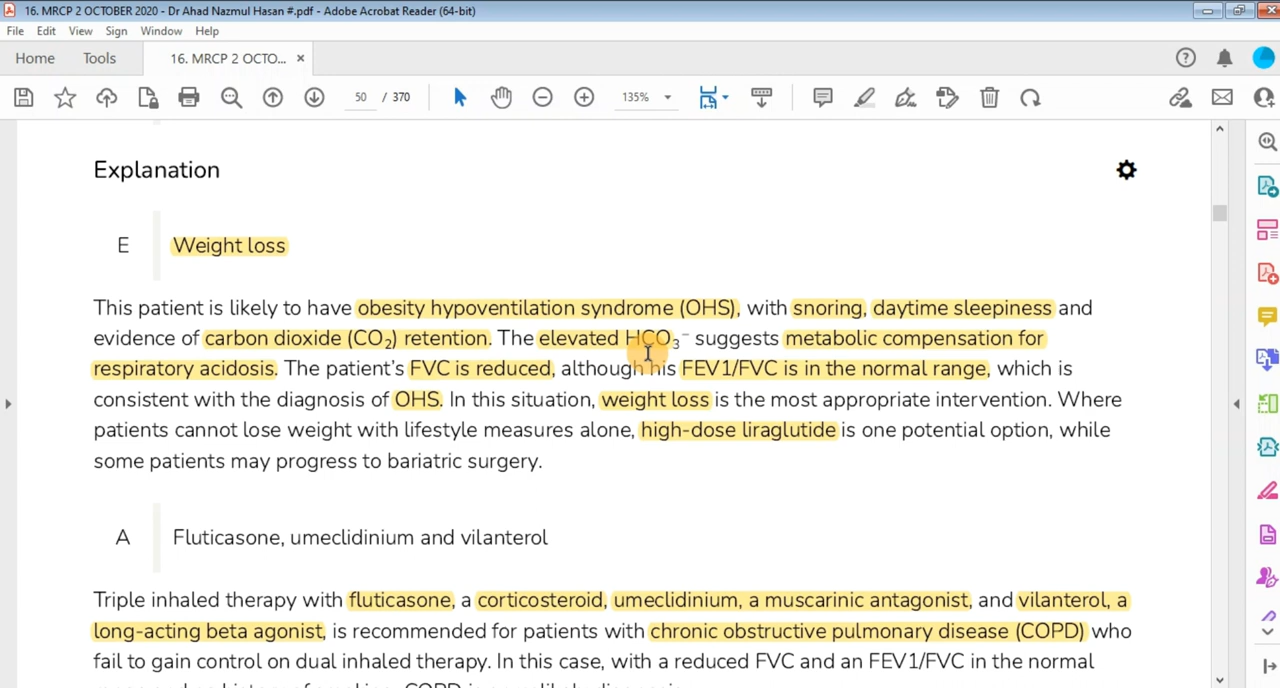 16. MRCP 2 OCTOBER 2020 - Dr Ahad Nazmul Hasan #.pdf - Adobe Acrobat Reader (64-bit)
File Edit View Sign Window Help
Home Tools 16. MRCP 2 OCTO... ×
50 / 370 135%
Explanation
E Weight loss
This patient is likely to have obesity hypoventilation syndrome (OHS), with snoring, daytime sleepiness and
evidence of carbon dioxide (CO₂) retention. The elevated HCO₃⁻ suggests metabolic compensation for
respiratory acidosis. The patient's FVC is reduced, although his FEV1/FVC is in the normal range, which is
consistent with the diagnosis of OHS. In this situation, weight loss is the most appropriate intervention. Where
patients cannot lose weight with lifestyle measures alone, high-dose liraglutide is one potential option, while
some patients may progress to bariatric surgery.
A Fluticasone, umeclidinium and vilanterol
Triple inhaled therapy with fluticasone, a corticosteroid, umeclidinium, a muscarinic antagonist, and vilanterol, a
long-acting beta agonist, is recommended for patients with chronic obstructive pulmonary disease (COPD) who
fail to gain control on dual inhaled therapy. In this case, with a reduced FVC and an FEV1/FVC in the normal